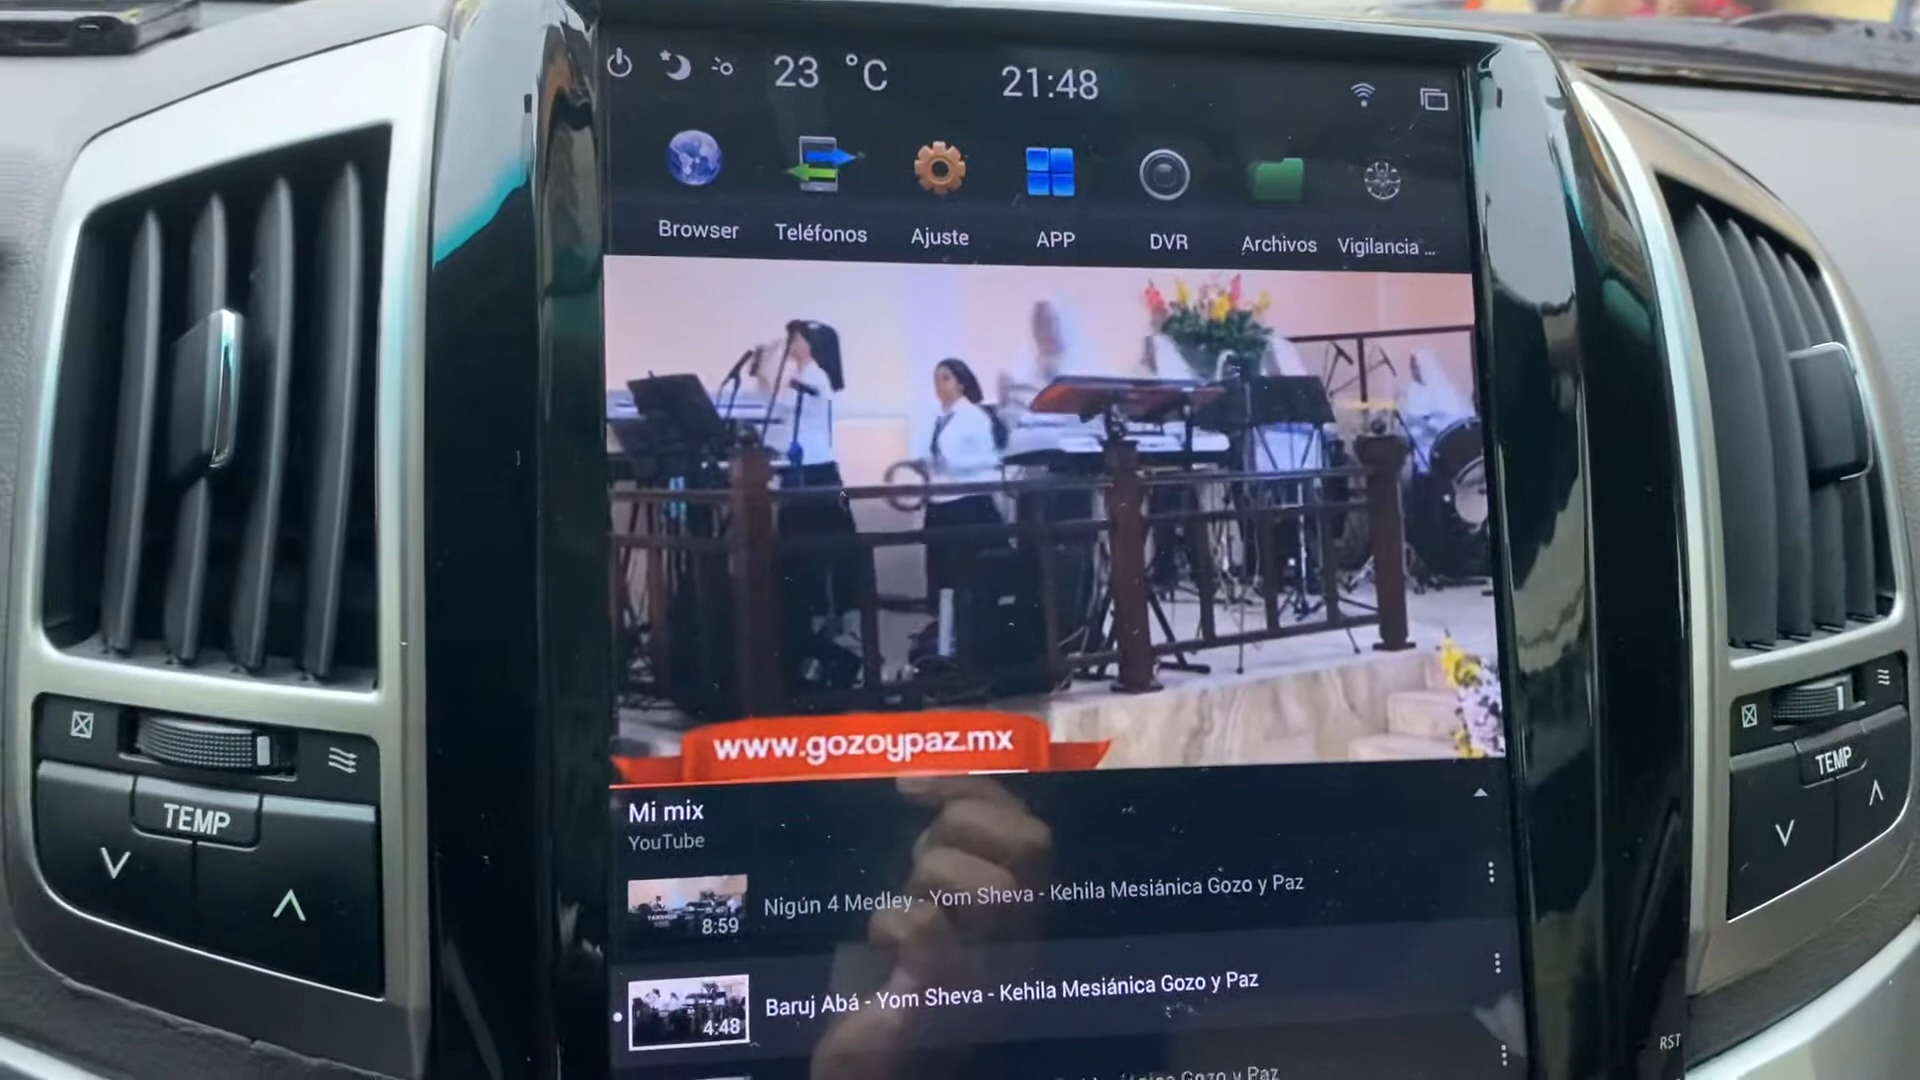 23 °C
21:48
Browser
Teléfonos
Ajuste
APP
DVR
Archivos
Vigilancia ...
www.gozoypaz.mx
Mi mix
YouTube
Nigún 4 Medley - Yom Sheva - Kehila Mesiánica Gozo y Paz
8:59
Baruj Abá - Yom Sheva - Kehila Mesiánica Gozo y Paz
4:48
Gozo y Paz
TEMP
TEMP
RST